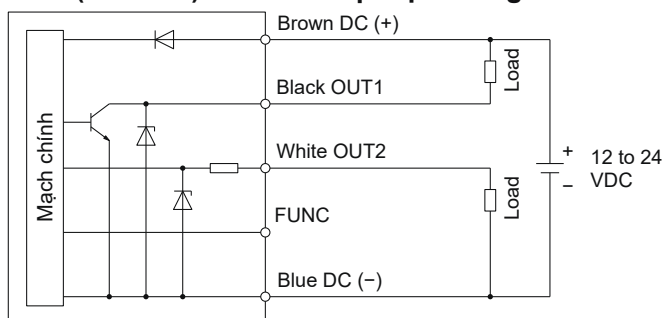 Brown DC (+)
Black OUT1
Load
Mạch chính
White OUT2
+
12 to 24
VDC
−
Load
FUNC
Blue DC (−)